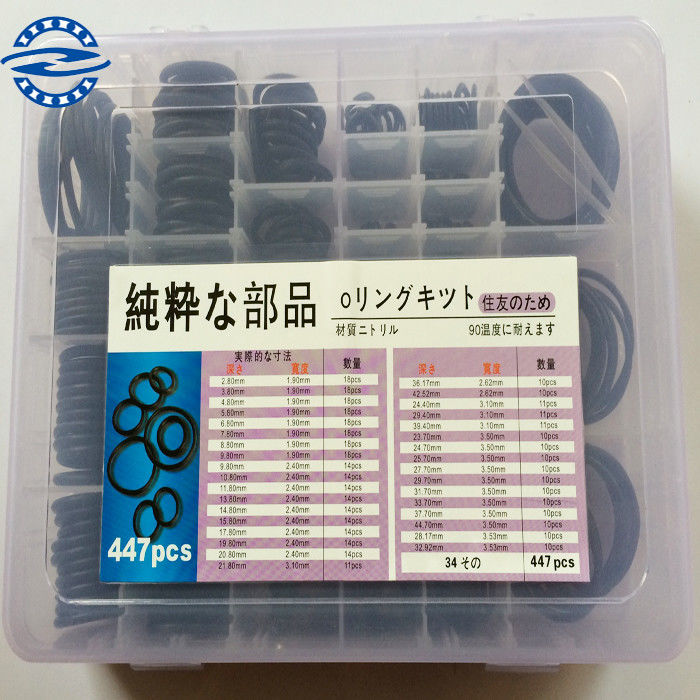 純粋な部品
oリングキット 住友のため
材質ニトリル 90温度に耐えます
実際的な寸法
深さ 寬度 數量
2.80mm 1.90mm 18pcs
3.80mm 1.90mm 18pcs
4.80mm 1.90mm 18pcs
5.60mm 1.90mm 18pcs
6.80mm 1.90mm 18pcs
7.80mm 1.90mm 18pcs
8.80mm 1.90mm 18pcs
9.80mm 1.90mm 18pcs
9.80mm 2.40mm 14pcs
10.80mm 2.40mm 14pcs
11.80mm 2.40mm 14pcs
13.80mm 2.40mm 14pcs
14.80mm 2.40mm 14pcs
15.80mm 2.40mm 14pcs
17.80mm 2.40mm 14pcs
19.80mm 2.40mm 14pcs
20.80mm 2.40mm 14pcs
21.80mm 3.10mm 11pcs
深さ 寬度 數量
36.17mm 2.62mm 10pcs
42.52mm 2.62mm 10pcs
24.40mm 3.10mm 11pcs
29.40mm 3.10mm 11pcs
39.40mm 3.10mm 11pcs
23.70mm 3.50mm 10pcs
24.70mm 3.50mm 10pcs
25.70mm 3.50mm 10pcs
27.70mm 3.50mm 10pcs
29.70mm 3.50mm 10pcs
31.70mm 3.50mm 10pcs
33.70mm 3.50mm 10pcs
37.70mm 3.50mm 10pcs
44.70mm 3.50mm 10pcs
28.17mm 3.53mm 10pcs
32.92mm 3.53mm 10pcs
34 その 447pcs
447pcs